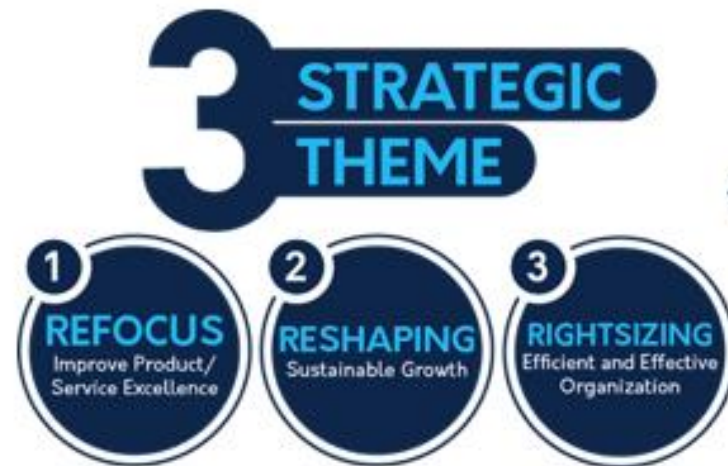 3 STRATEGIC
THEME
1
REFOCUS
Improve Product/
Service Excellence
2
RESHAPING
Sustainable Growth
3
RIGHTSIZING
Efficient and Effective
Organization